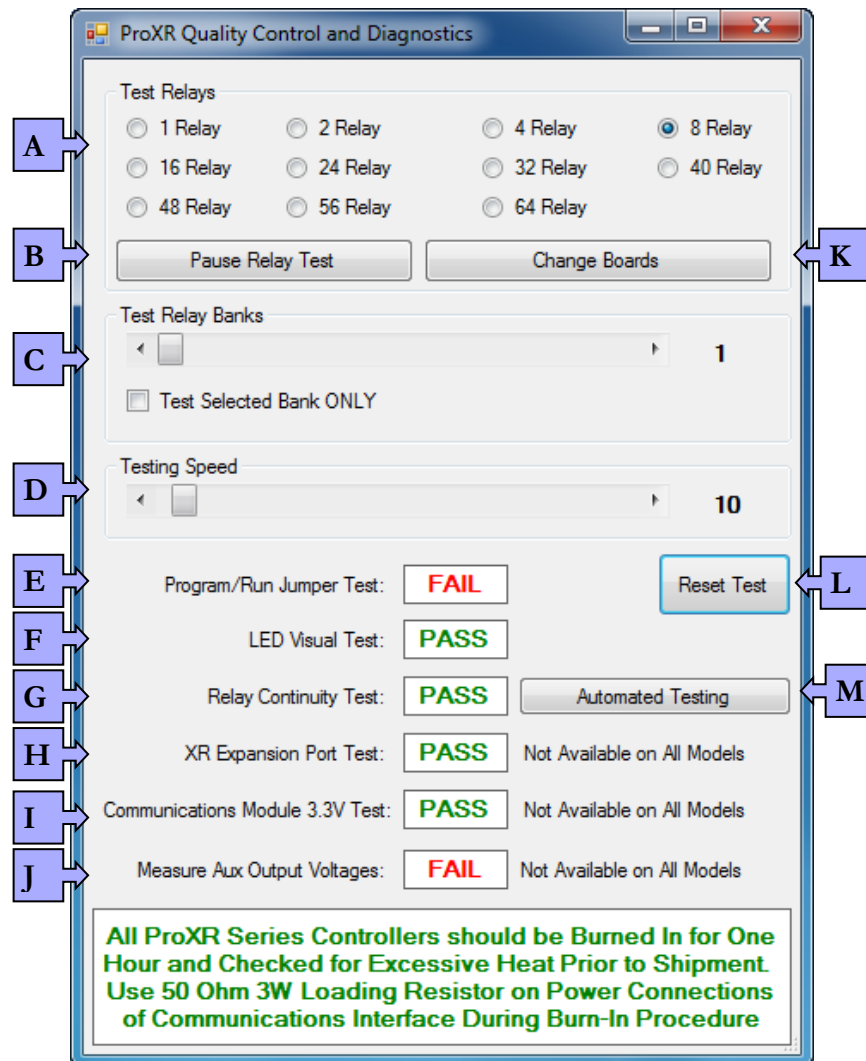 ProXR Quality Control and Diagnostics
Test Relays
A
1 Relay 2 Relay 4 Relay 8 Relay
16 Relay 24 Relay 32 Relay 40 Relay
48 Relay 56 Relay 64 Relay
B Pause Relay Test Change Boards K
Test Relay Banks
C 1
Test Selected Bank ONLY
Testing Speed
D 10
E Program/Run Jumper Test: FAIL Reset Test L
F LED Visual Test: PASS
G Relay Continuity Test: PASS Automated Testing M
H XR Expansion Port Test: PASS Not Available on All Models
I Communications Module 3.3V Test: PASS Not Available on All Models
J Measure Aux Output Voltages: FAIL Not Available on All Models
All ProXR Series Controllers should be Burned In for One
Hour and Checked for Excessive Heat Prior to Shipment.
Use 50 Ohm 3W Loading Resistor on Power Connections
of Communications Interface During Burn-In Procedure